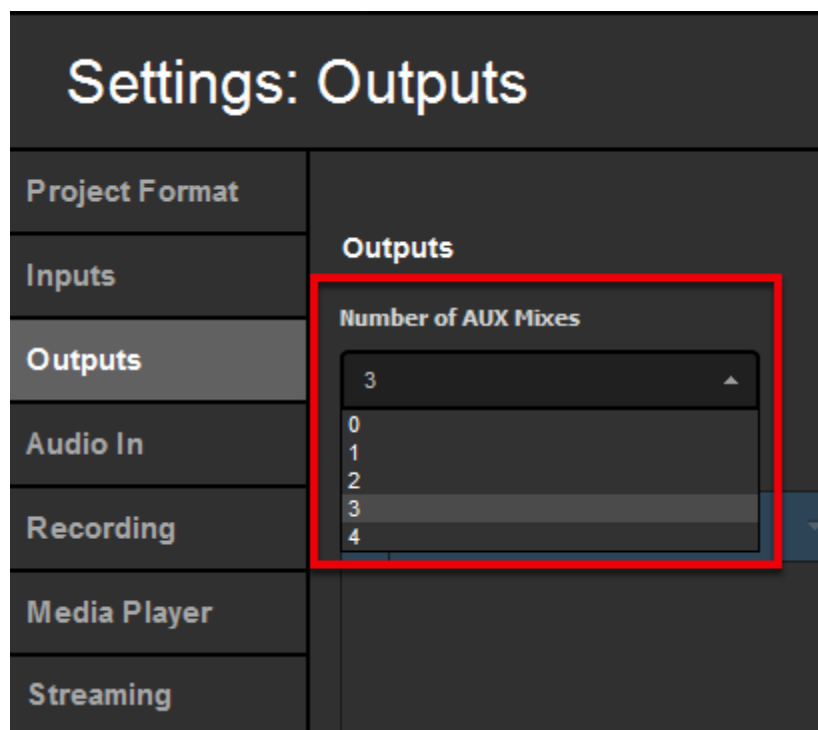 Settings: Outputs
Project Format
Inputs
Outputs
Audio In
Recording
Media Player
Streaming
Outputs
Number of AUX Mixes
3
0
1
2
3
4